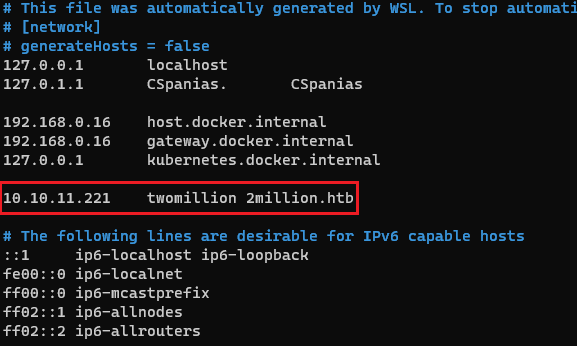 # This file was automatically generated by WSL. To stop automati
# [network]
# generateHosts = false
127.0.0.1 localhost
127.0.1.1 CSpanias. CSpanias
192.168.0.16 host.docker.internal
192.168.0.16 gateway.docker.internal
127.0.0.1 kubernetes.docker.internal
10.10.11.221 twomillion 2million.htb
# The following lines are desirable for IPv6 capable hosts
::1 ip6-localhost ip6-loopback
fe00::0 ip6-localnet
ff00::0 ip6-mcastprefix
ff02::1 ip6-allnodes
ff02::2 ip6-allrouters